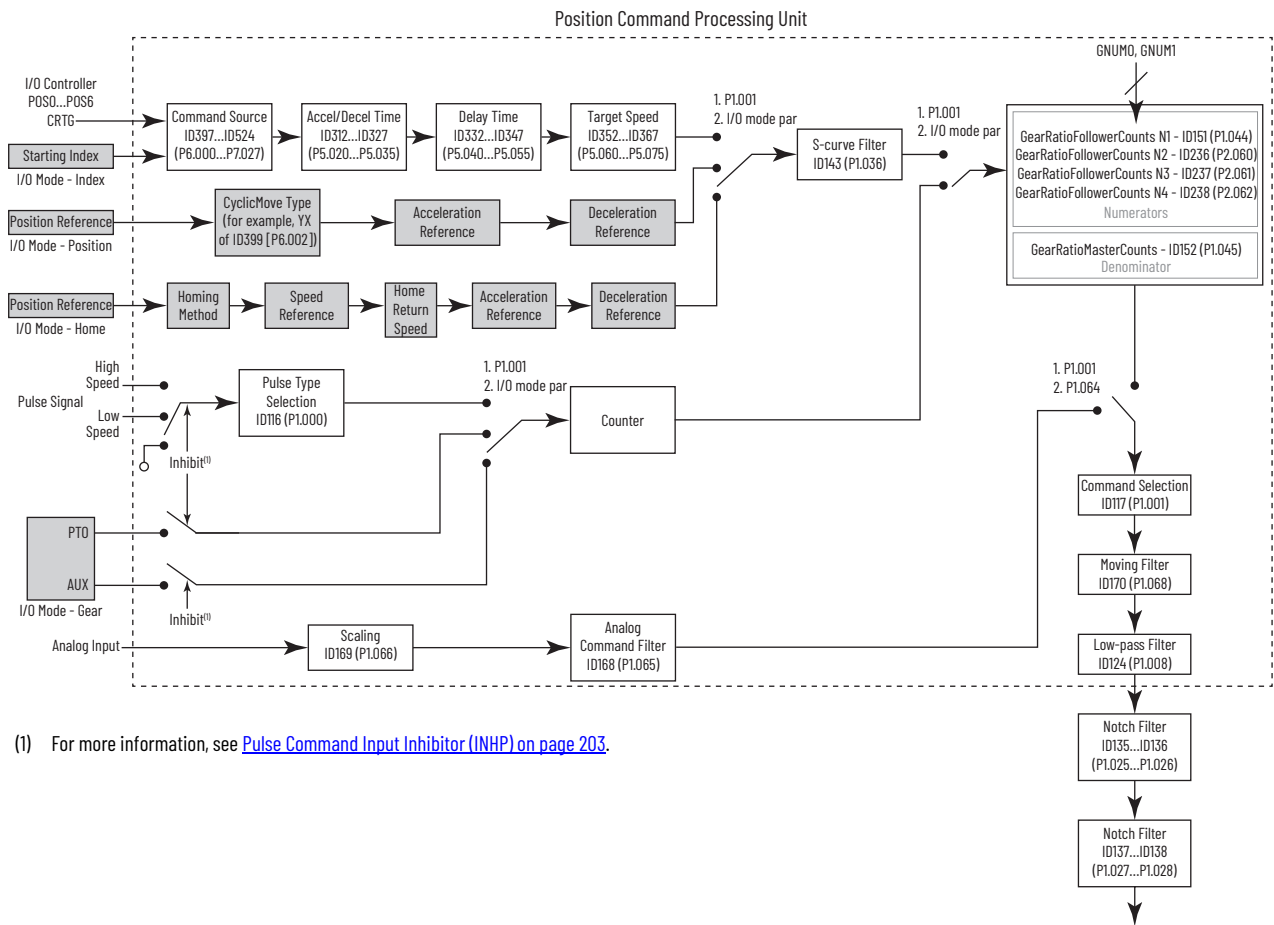 Position Command Processing Unit
GNUM0, GNUM1
I/O Controller
POS0...POS6
CRTG
Starting Index
I/O Mode - Index
Command Source
ID397...ID524
(P6.000...P7.027)
Accel/Decel Time
ID312...ID327
(P5.020...P5.035)
Delay Time
ID332...ID347
(P5.040...P5.055)
Target Speed
ID352...ID367
(P5.060...P5.075)
1. P1.001
2. I/O mode par
S-curve Filter
ID143 (P1.036)
1. P1.001
2. I/O mode par
GearRatioFollowerCounts N1 - ID151 (P1.044)
GearRatioFollowerCounts N2 - ID236 (P2.060)
GearRatioFollowerCounts N3 - ID237 (P2.061)
GearRatioFollowerCounts N4 - ID238 (P2.062)
Numerators
GearRatioMasterCounts - ID152 (P1.045)
Denominator
Position Reference
I/O Mode - Position
CyclicMove Type
(for example, YX
of ID399 [P6.002])
Acceleration
Reference
Deceleration
Reference
Position Reference
I/O Mode - Home
Homing
Method
Speed
Reference
Home
Return
Speed
Acceleration
Reference
Deceleration
Reference
Pulse Signal
High
Speed
Low
Speed
Inhibit(1)
Pulse Type
Selection
ID116 (P1.000)
1. P1.001
2. I/O mode par
Counter
1. P1.001
2. P1.064
PTO
AUX
I/O Mode - Gear
Inhibit(1)
Analog Input
Scaling
ID169 (P1.066)
Analog
Command Filter
ID168 (P1.065)
Command Selection
ID117 (P1.001)
Moving Filter
ID170 (P1.068)
Low-pass Filter
ID124 (P1.008)
Notch Filter
ID135...ID136
(P1.025...P1.026)
Notch Filter
ID137...ID138
(P1.027...P1.028)
(1) For more information, see Pulse Command Input Inhibitor (INHP) on page 203.